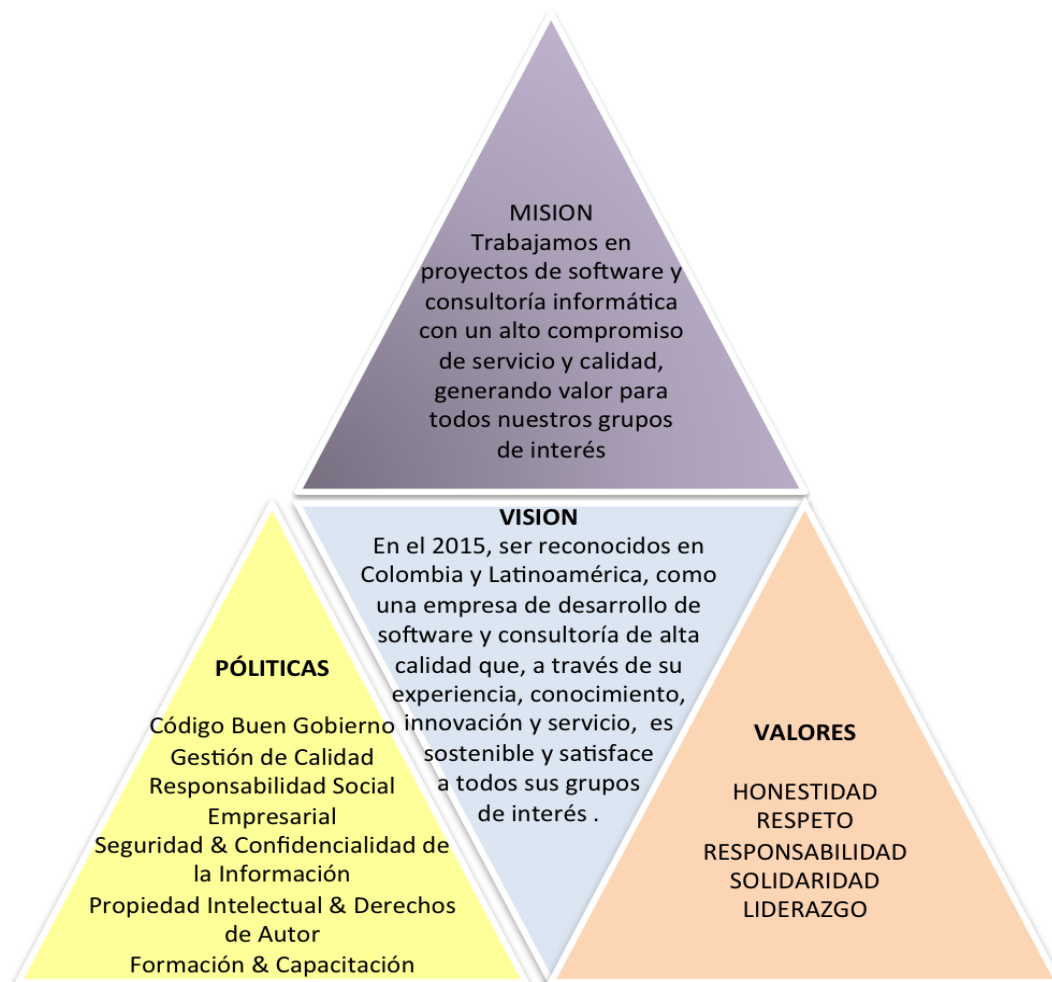 MISION
Trabajamos en
proyectos de software y
consultoría informática
con un alto compromiso
de servicio y calidad,
generando valor para
todos nuestros grupos
de interés
VISION
En el 2015, ser reconocidos en
Colombia y Latinoamérica, como
una empresa de desarrollo de
software y consultoría de alta
calidad que, a través de su
experiencia, conocimiento,
innovación y servicio, es
sostenible y satisface
a todos sus grupos
de interés .
PÓLITICAS
Código Buen Gobierno
Gestión de Calidad
Responsabilidad Social
Empresarial
Seguridad & Confidencialidad de
la Información
Propiedad Intelectual & Derechos
de Autor
Formación & Capacitación
VALORES
HONESTIDAD
RESPETO
RESPONSABILIDAD
SOLIDARIDAD
LIDERAZGO